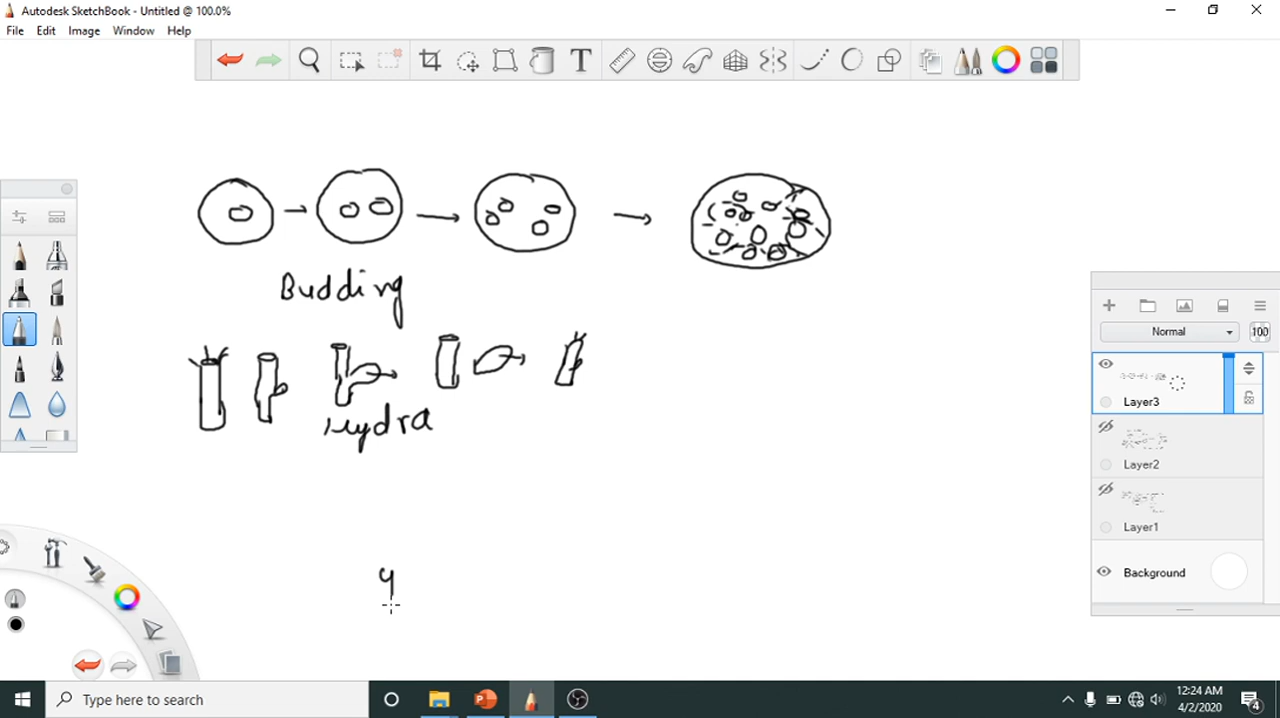 Autodesk SketchBook - Untitled @ 100.0%
File Edit Image Window Help
T
Budding
Hydra
y
Normal
100
Layer3
Layer2
Layer1
Background
Type here to search
12:24 AM
4/2/2020
4